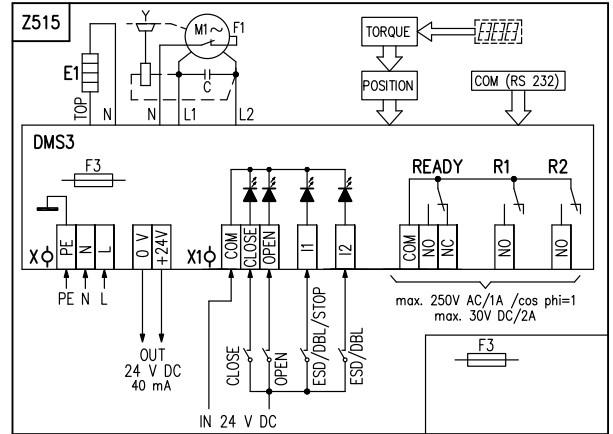 Z515
Y
M1~
F1
E1
TOP
N
N
L1
C
L2
TORQUE
POSITION
COM (RS 232)
DMS3
F3
READY
R1
R2
X
PE
N
L
0 V
+24V
X1
COM
CLOSE
OPEN
I1
I2
COM
NO
NC
NO
NO
PE N L
OUT
24 V DC
40 mA
CLOSE
OPEN
ESD/DBL/STOP
ESD/DBL
IN 24 V DC
max. 250V AC/1A /cos phi=1
max. 30V DC/2A
F3